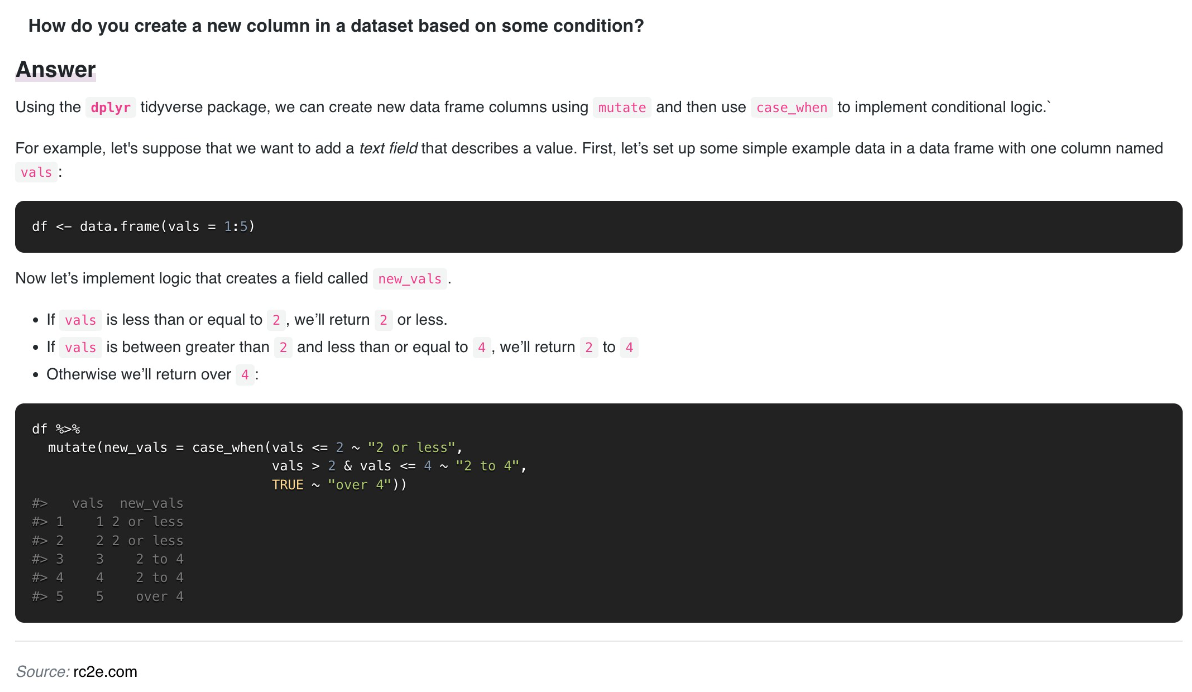 How do you create a new column in a dataset based on some condition?
Answer
Using the dplyr tidyverse package, we can create new data frame columns using mutate and then use case_when to implement conditional logic.`
For example, let's suppose that we want to add a text field that describes a value. First, let’s set up some simple example data in a data frame with one column named
vals :
df <- data.frame(vals = 1:5)
Now let’s implement logic that creates a field called new_vals .
• If vals is less than or equal to 2 , we’ll return 2 or less.
• If vals is between greater than 2 and less than or equal to 4 , we’ll return 2 to 4
• Otherwise we’ll return over 4 :
df %>%
  mutate(new_vals = case_when(vals <= 2 ~ "2 or less",
                              vals > 2 & vals <= 4 ~ "2 to 4",
                              TRUE ~ "over 4"))
#>   vals  new_vals
#> 1    1 2 or less
#> 2    2 2 or less
#> 3    3    2 to 4
#> 4    4    2 to 4
#> 5    5    over 4
Source: rc2e.com